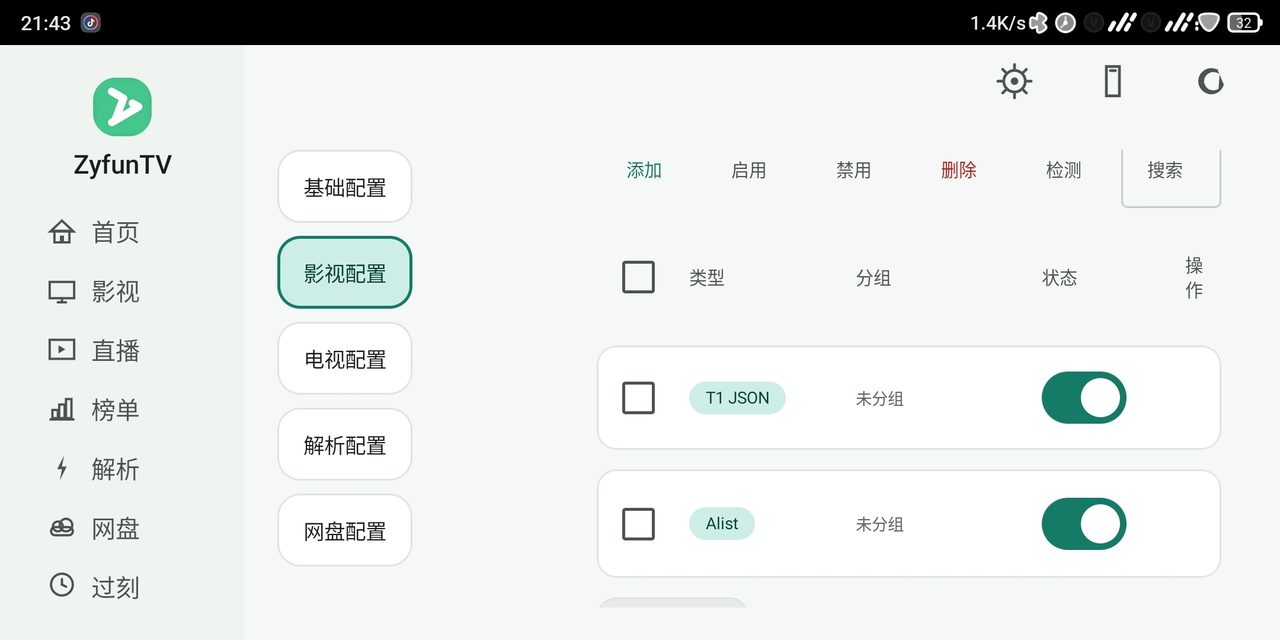 21:43
1.4K/s
32
ZyfunTV
首页
影视
直播
榜单
解析
网盘
过刻
基础配置
影视配置
电视配置
解析配置
网盘配置
添加 启用 禁用 删除 检测 搜索
类型 分组 状态 操
作
T1 JSON 未分组
Alist 未分组